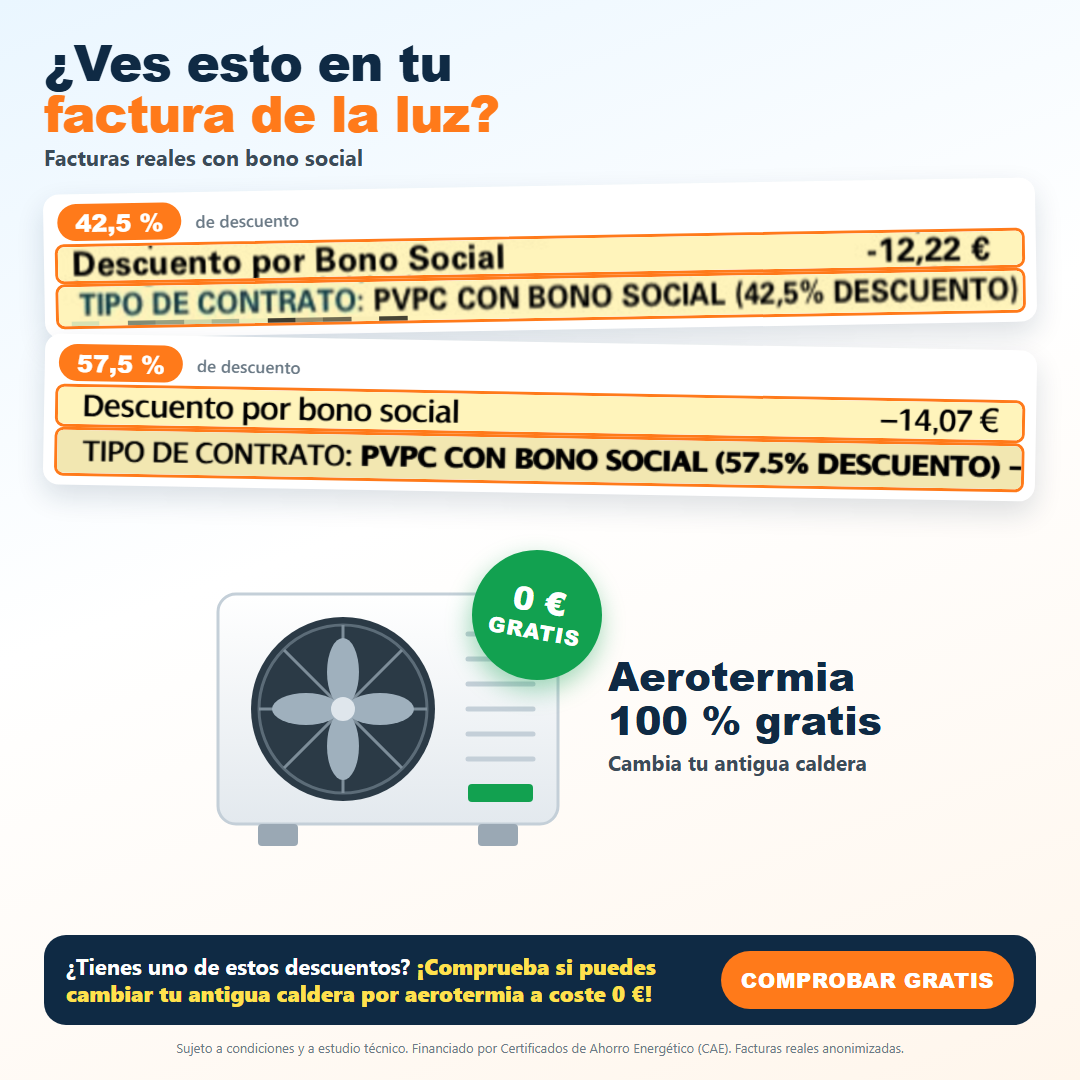 ¿Ves esto en tu
factura de la luz?
Facturas reales con bono social
42,5 % de descuento
Descuento por Bono Social -12,22 €
TIPO DE CONTRATO: PVPC CON BONO SOCIAL (42,5% DESCUENTO)
57,5 % de descuento
Descuento por bono social –14,07 €
TIPO DE CONTRATO: PVPC CON BONO SOCIAL (57.5% DESCUENTO) –
0 €
GRATIS
Aerotermia
100 % gratis
Cambia tu antigua caldera
¿Tienes uno de estos descuentos? ¡Comprueba si puedes
cambiar tu antigua caldera por aerotermia a coste 0 €!
COMPROBAR GRATIS
Sujeto a condiciones y a estudio técnico. Financiado por Certificados de Ahorro Energético (CAE). Facturas reales anonimizadas.